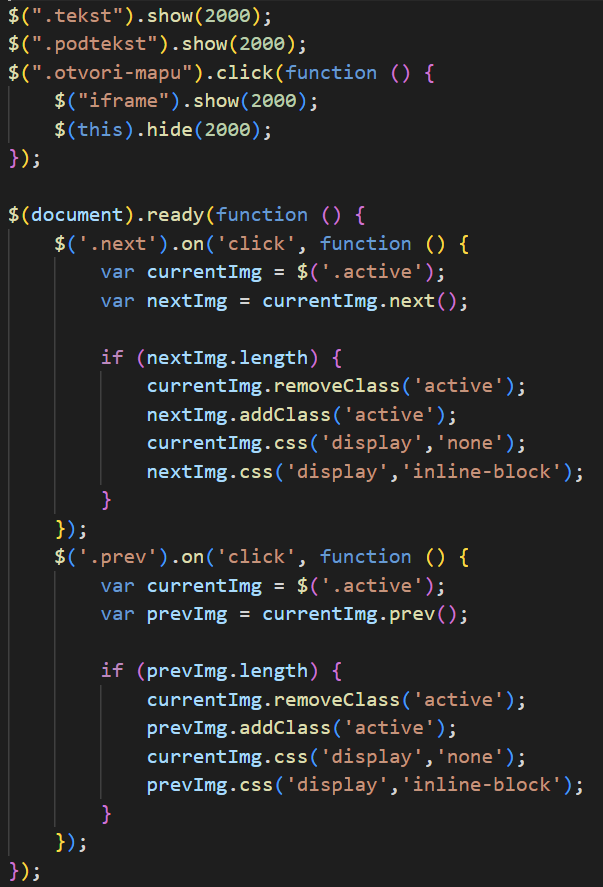 $(".tekst").show(2000);
$(".podtekst").show(2000);
$(".otvori-mapu").click(function () {
    $("iframe").show(2000);
    $(this).hide(2000);
});

$(document).ready(function () {
    $('.next').on('click', function () {
        var currentImg = $('.active');
        var nextImg = currentImg.next();

        if (nextImg.length) {
            currentImg.removeClass('active');
            nextImg.addClass('active');
            currentImg.css('display','none');
            nextImg.css('display','inline-block');
        }
    });
    $('.prev').on('click', function () {
        var currentImg = $('.active');
        var prevImg = currentImg.prev();

        if (prevImg.length) {
            currentImg.removeClass('active');
            prevImg.addClass('active');
            currentImg.css('display','none');
            prevImg.css('display','inline-block');
        }
    });
});